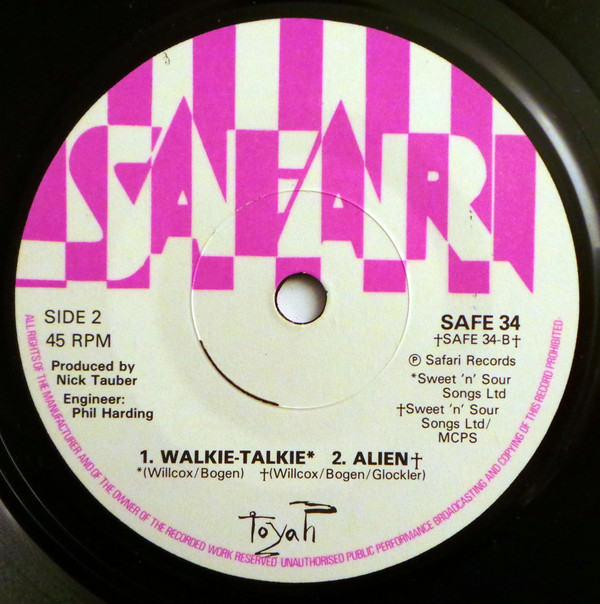 SAFARI
SIDE 2
45 RPM
Produced by
Nick Tauber
Engineer:
Phil Harding
SAFE 34
†SAFE 34-B†
℗ Safari Records
*Sweet 'n' Sour
Songs Ltd
†Sweet 'n' Sour
Songs Ltd/
MCPS
1. WALKIE-TALKIE* 2. ALIEN†
*(Willcox/Bogen) †(Willcox/Bogen/Glockler)
toyah
ALL RIGHTS OF THE MANUFACTURER AND OF THE OWNER OF THE RECORDED WORK RESERVED·UNAUTHORISED PUBLIC PERFORMANCE BROADCASTING AND COPYING OF THIS RECORD PROHIBITED·